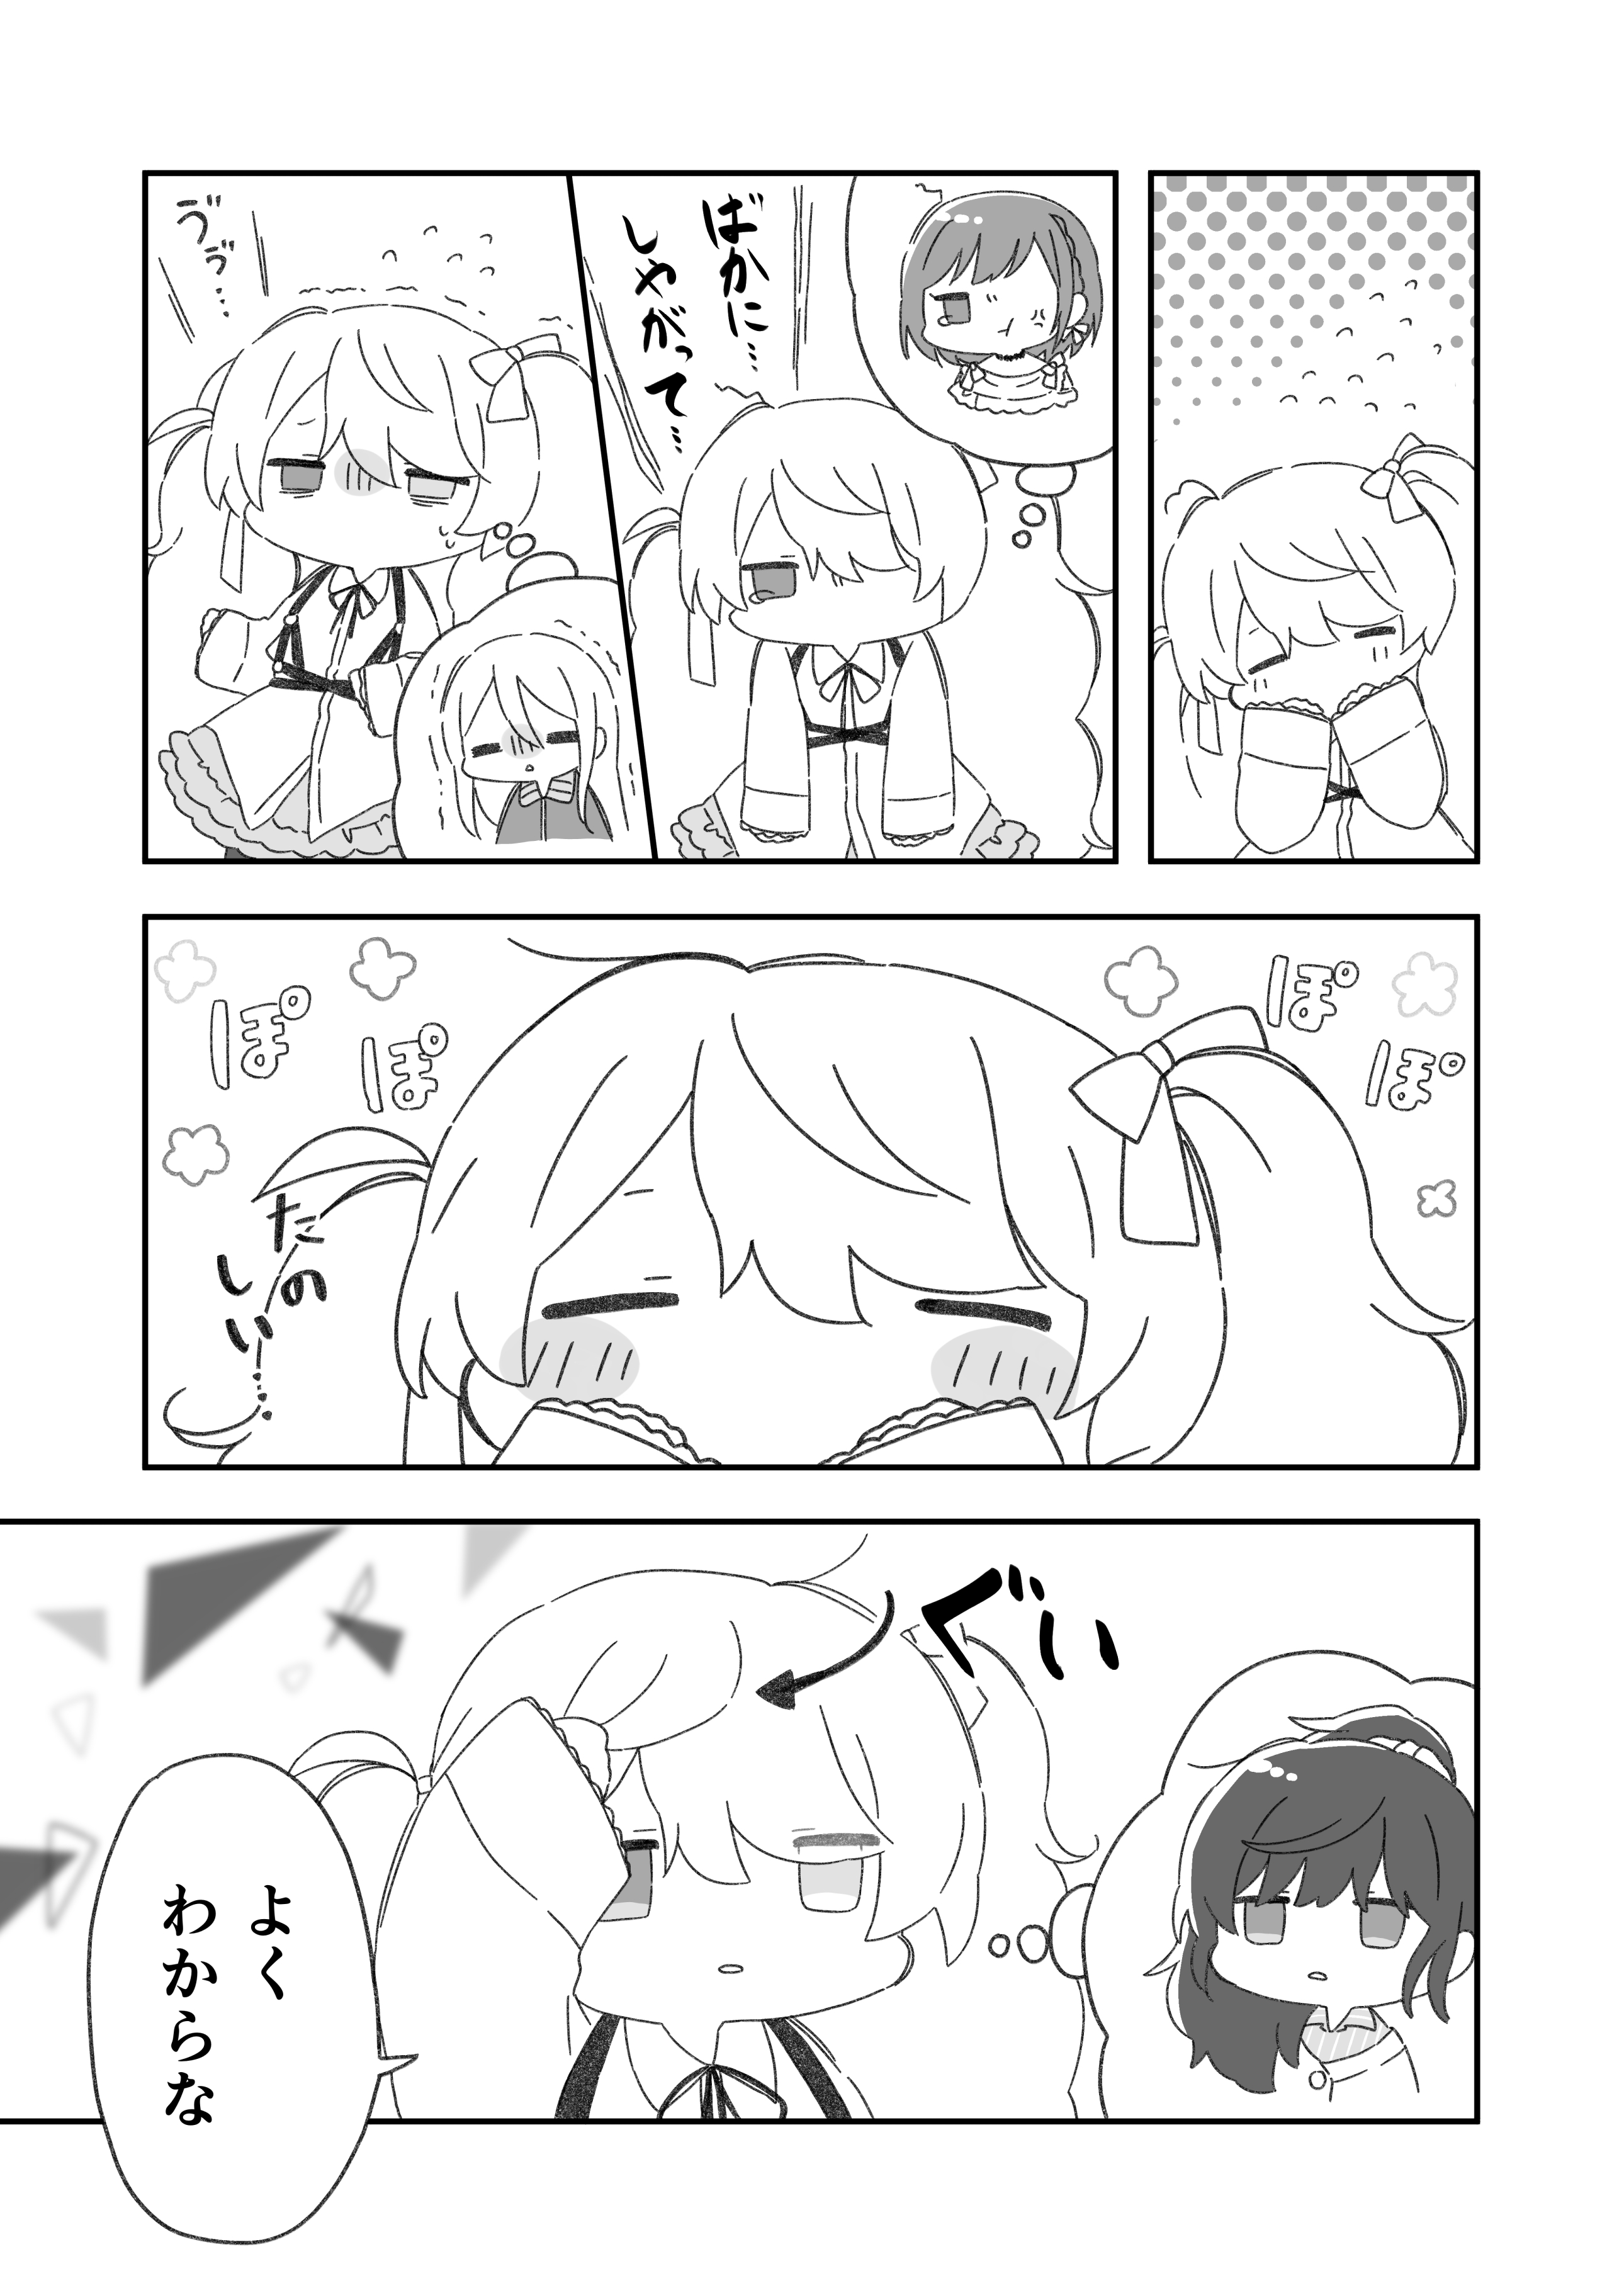 ばかに…
しやがって…
ゔ
ゔ…
ぽ
ぽ
ぽ
ぽ
たの
しい…
ぐい
よく
わからな